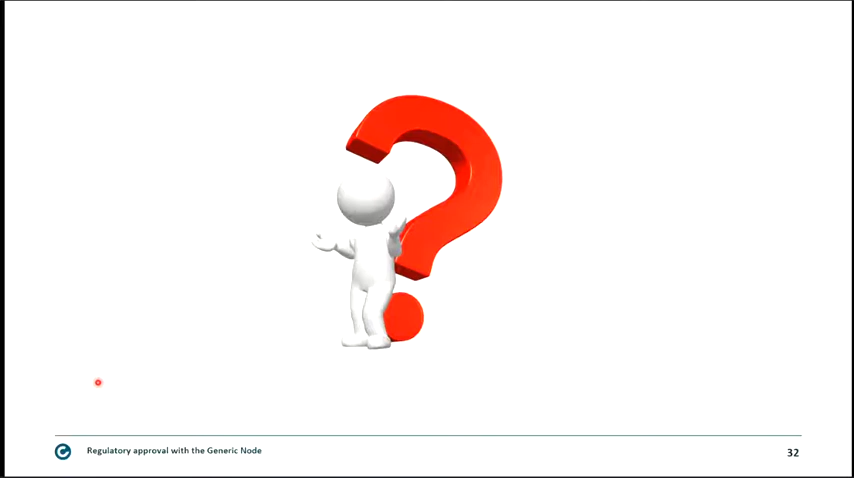 Regulatory approval with the Generic Node
32